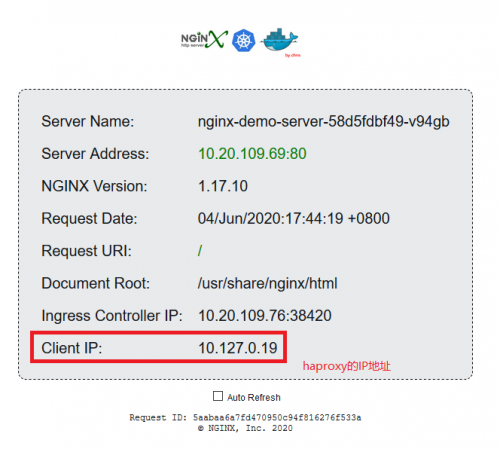 NGiNX
http server
by chris
Server Name: nginx-demo-server-58d5fdbf49-v94gb
Server Address: 10.20.109.69:80
NGINX Version: 1.17.10
Request Date: 04/Jun/2020:17:44:19 +0800
Request URI: /
Document Root: /usr/share/nginx/html
Ingress Controller IP: 10.20.109.76:38420
Client IP: 10.127.0.19
haproxy的IP地址
Auto Refresh
Request ID: 5aabaa6a7fd470950c94f816276f533a
© NGINX, Inc. 2020